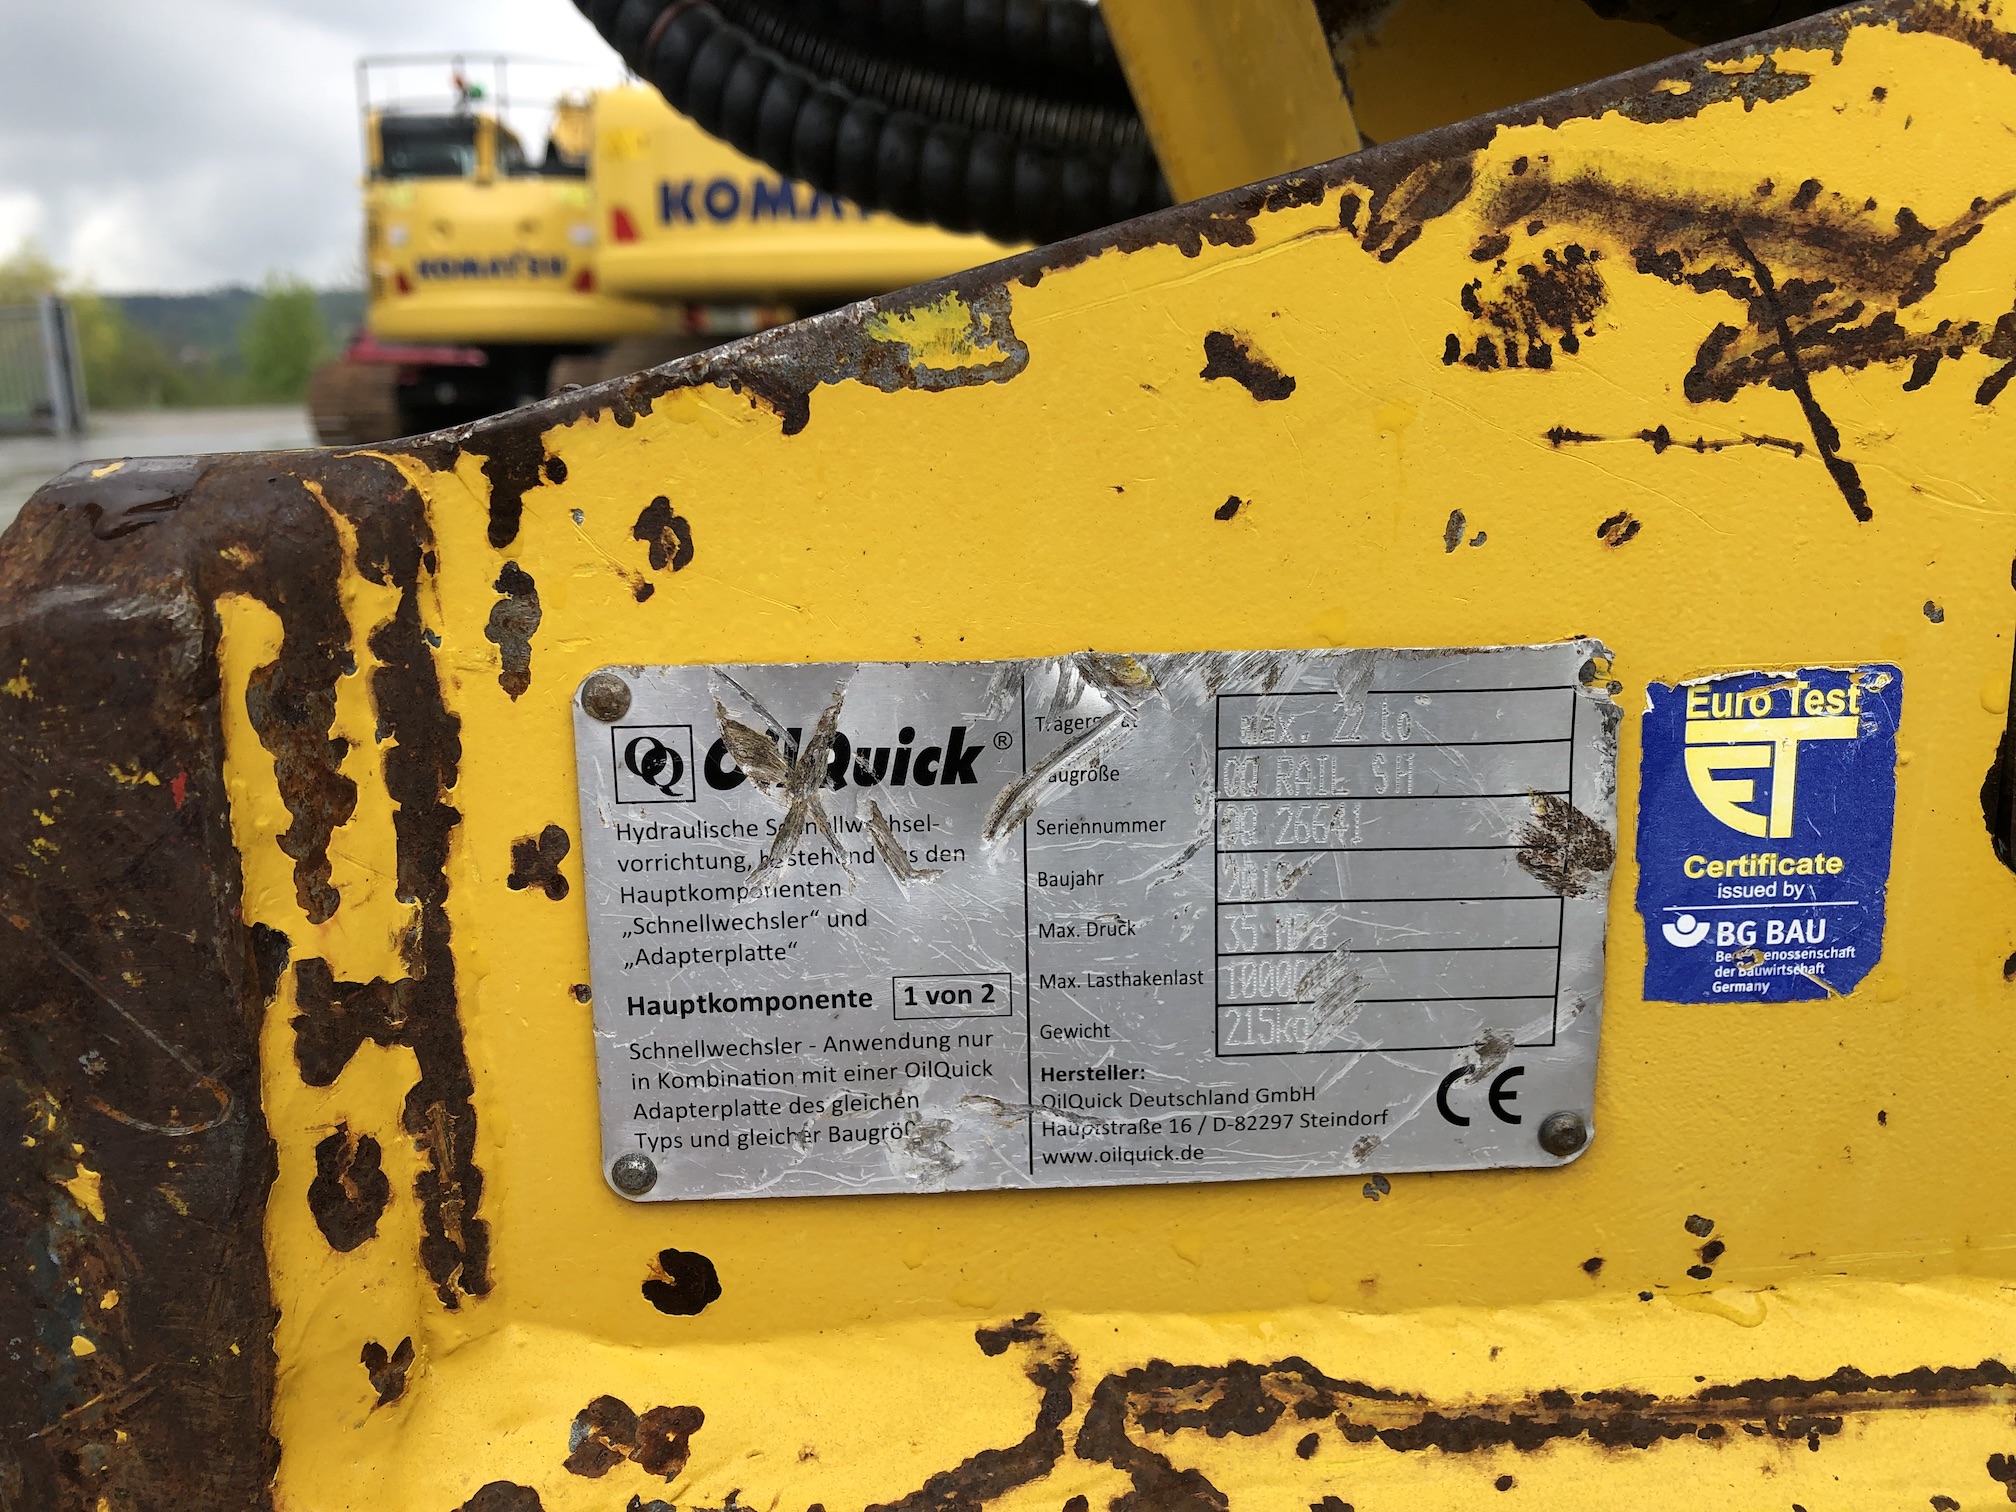 KOMATSU
KOMA
OQ OilQuick®
Hydraulische Schnellwechsel-
vorrichtung, bestehend aus den
Hauptkomponenten
„Schnellwechsler“ und
„Adapterplatte“
Hauptkomponente 1 von 2
Schnellwechsler - Anwendung nur
in Kombination mit einer OilQuick
Adapterplatte des gleichen
Typs und gleicher Baugröß
Trägergerät max. 22 to
Baugröße OQ RAIL SH
Seriennummer 26641
Baujahr
Max. Druck 35 MPa
Max. Lasthakenlast
Gewicht 215kg
Hersteller:
OilQuick Deutschland GmbH
Hauptstraße 16 / D-82297 Steindorf
www.oilquick.de
CE
Euro Test
ET
Certificate
issued by
BG BAU
Berufsgenossenschaft
der Bauwirtschaft
Germany